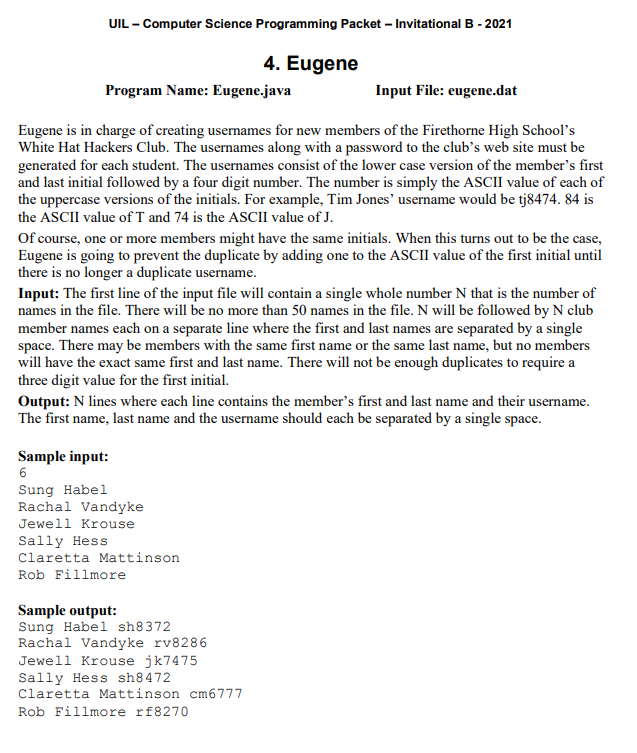 UIL – Computer Science Programming Packet – Invitational B - 2021
4. Eugene
Program Name: Eugene.java Input File: eugene.dat
Eugene is in charge of creating usernames for new members of the Firethorne High School's
White Hat Hackers Club. The usernames along with a password to the club's web site must be
generated for each student. The usernames consist of the lower case version of the member's first
and last initial followed by a four digit number. The number is simply the ASCII value of each of
the uppercase versions of the initials. For example, Tim Jones' username would be tj8474. 84 is
the ASCII value of T and 74 is the ASCII value of J.
Of course, one or more members might have the same initials. When this turns out to be the case,
Eugene is going to prevent the duplicate by adding one to the ASCII value of the first initial until
there is no longer a duplicate username.
Input: The first line of the input file will contain a single whole number N that is the number of
names in the file. There will be no more than 50 names in the file. N will be followed by N club
member names each on a separate line where the first and last names are separated by a single
space. There may be members with the same first name or the same last name, but no members
will have the exact same first and last name. There will not be enough duplicates to require a
three digit value for the first initial.
Output: N lines where each line contains the member's first and last name and their username.
The first name, last name and the username should each be separated by a single space.
Sample input:
6
Sung Habel
Rachal Vandyke
Jewell Krouse
Sally Hess
Claretta Mattinson
Rob Fillmore
Sample output:
Sung Habel sh8372
Rachal Vandyke rv8286
Jewell Krouse jk7475
Sally Hess sh8472
Claretta Mattinson cm6777
Rob Fillmore rf8270